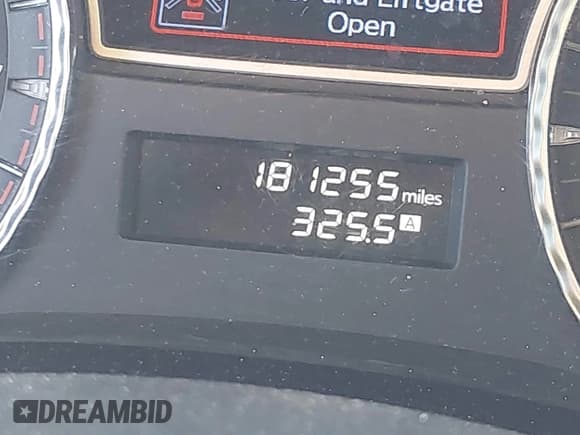 and Liftgate
Open
181255 miles
325.5 A
DREAMBID